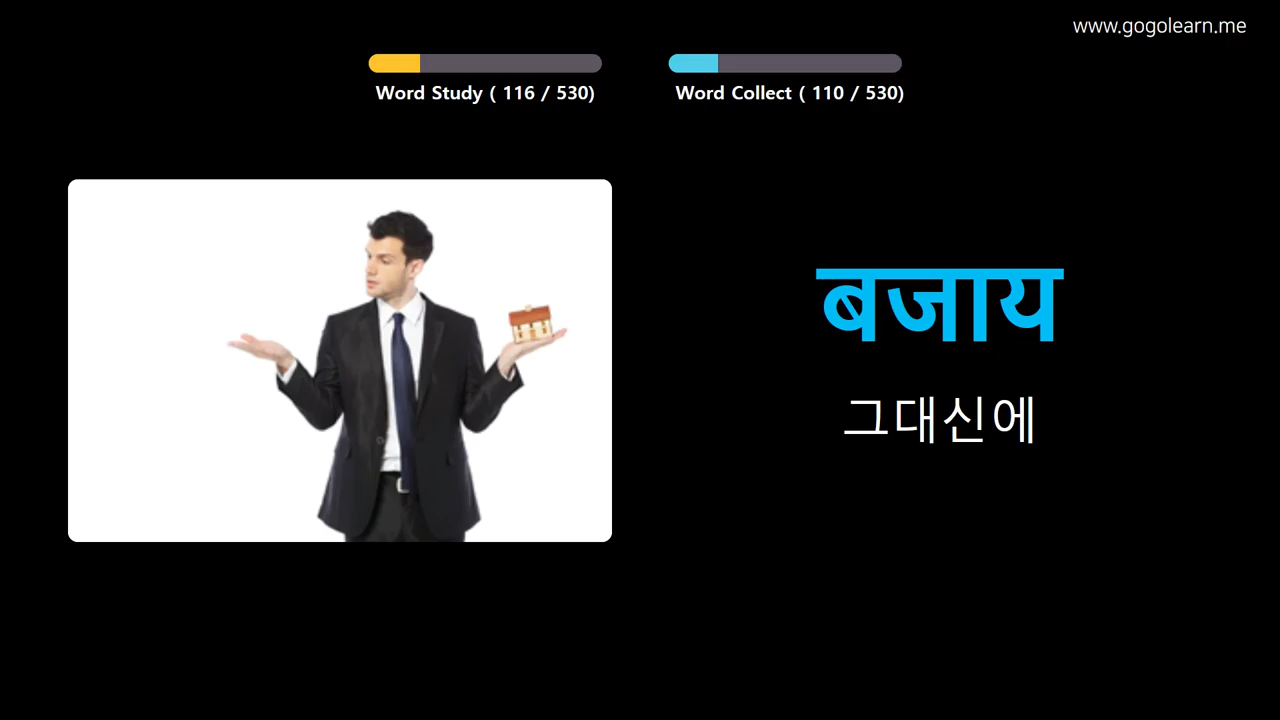 www.gogolearn.me
Word Study ( 116 / 530)
Word Collect ( 110 / 530)
बजाय
그대신에